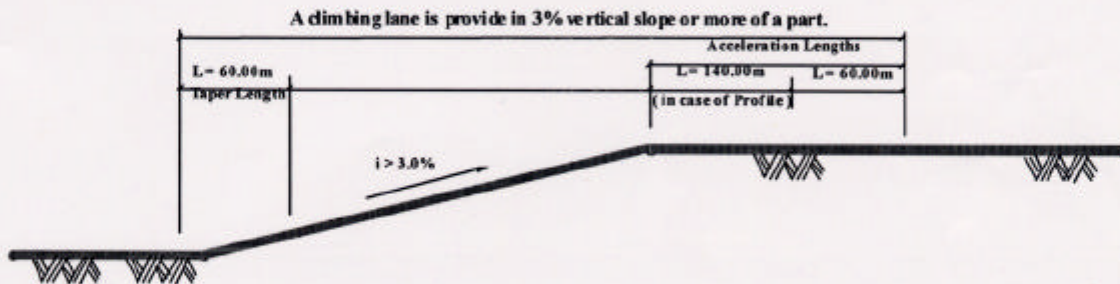 A climbing lane is provide in 3% vertical slope or more of a part.
Acceleration Lengths
L= 60.00m
L= 140.00m
L= 60.00m
Taper Length
( in case of Profile)
i > 3.0%